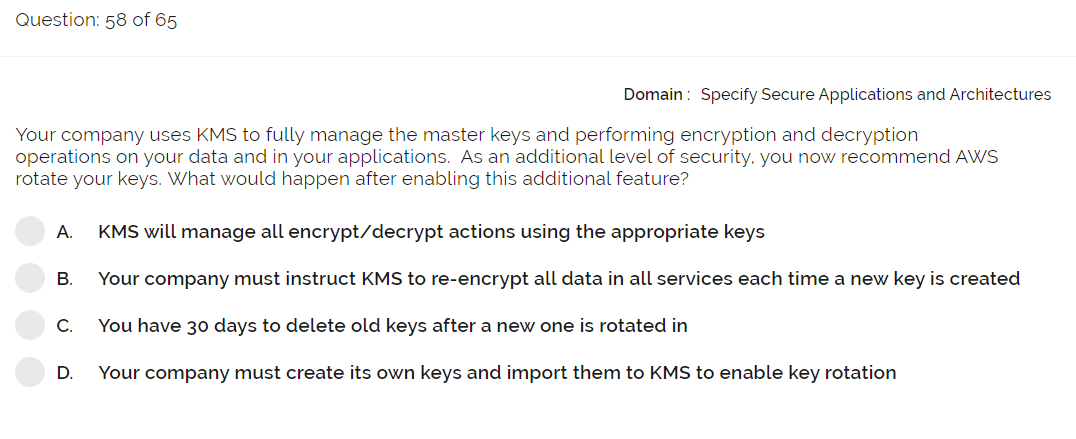 Question: 58 of 65
Domain : Specify Secure Applications and Architectures
Your company uses KMS to fully manage the master keys and performing encryption and decryption
operations on your data and in your applications. As an additional level of security, you now recommend AWS
rotate your keys. What would happen after enabling this additional feature?
A. KMS will manage all encrypt/decrypt actions using the appropriate keys
B. Your company must instruct KMS to re-encrypt all data in all services each time a new key is created
C. You have 30 days to delete old keys after a new one is rotated in
D. Your company must create its own keys and import them to KMS to enable key rotation